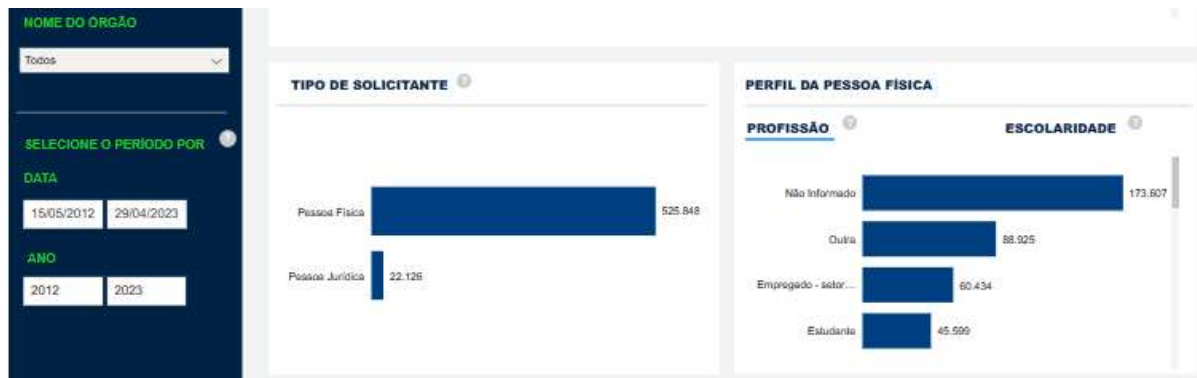 NOME DO ÓRGÃO
Todos
SELECIONE O PERÍODO POR
?
DATA
15/05/2012
29/04/2023
ANO
2012
2023
TIPO DE SOLICITANTE
?
Pessoa Física
525.848
Pessoa Jurídica
22.126
PERFIL DA PESSOA FÍSICA
PROFISSÃO
?
ESCOLARIDADE
?
Não Informado
173.607
Outra
88.925
Empregado - setor...
60.434
Estudante
45.599